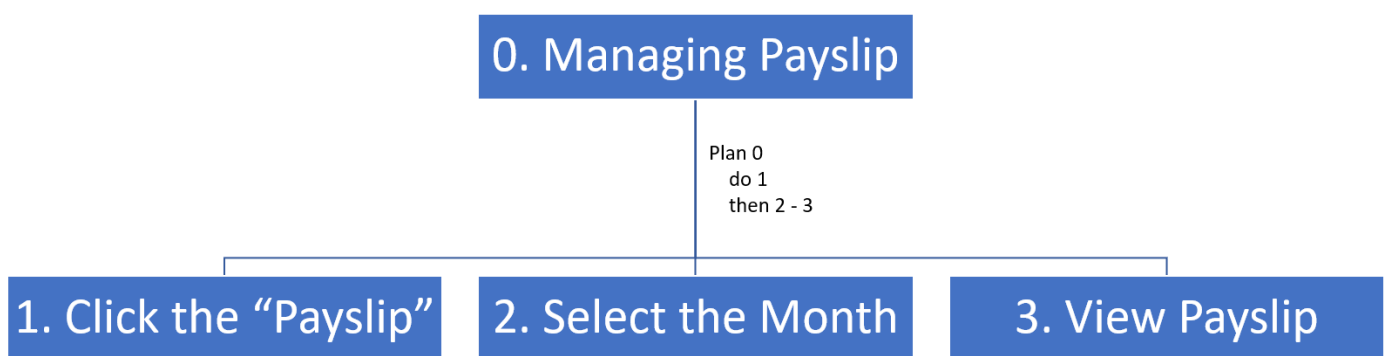 0. Managing Payslip
Plan 0
do 1
then 2 - 3
1. Click the “Payslip”
2. Select the Month
3. View Payslip